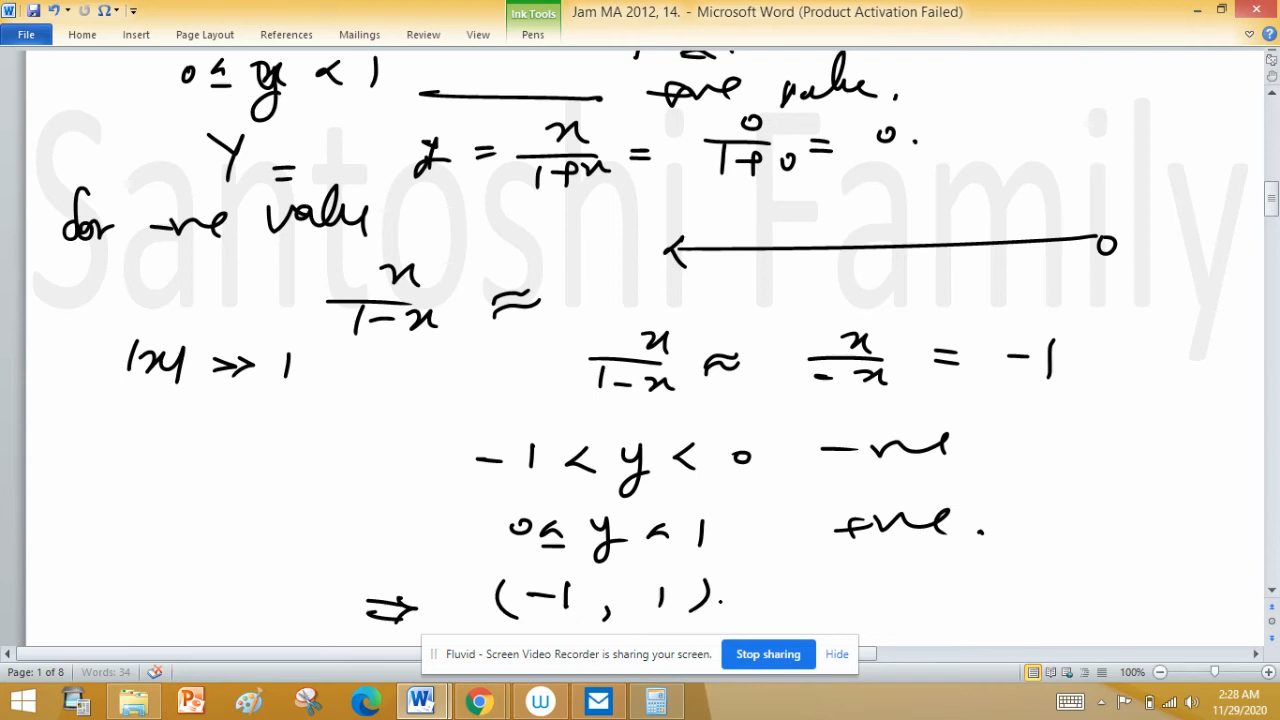 Ink Tools
Jam MA 2012, 14. - Microsoft Word (Product Activation Failed)
File Home Insert Page Layout References Mailings Review View Pens
0 ≤ y < 1 +ve value.
Y = y = x/(1+x) = 0/(1+0) = 0.
for -ve value
x/(1-x) ≈
|x| >> 1 x/(1-x) ≈ x/-x = -1
-1 < y < 0 -ve
0 ≤ y < 1 +ve.
⇒ (-1, 1).
Santoshi Family
Fluvid - Screen Video Recorder is sharing your screen. Stop sharing Hide
Page: 1 of 8 Words: 34 100%
2:28 AM
11/29/2020